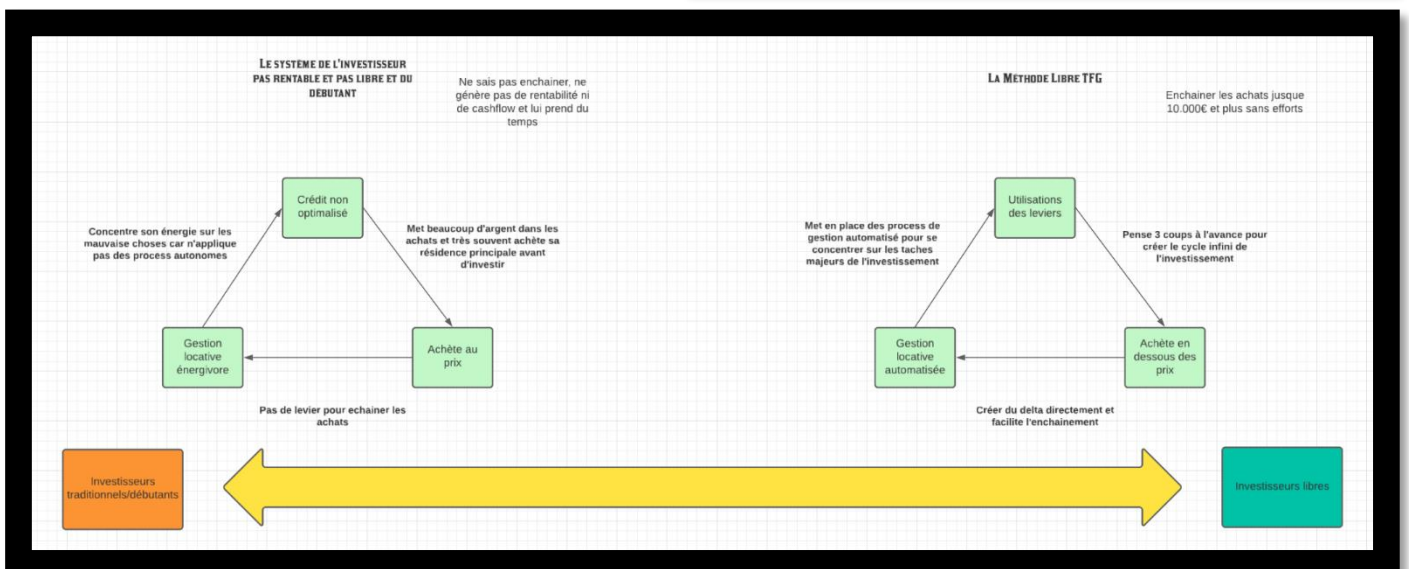 LE SYSTÈME DE L'INVESTISSEUR
PAS RENTABLE ET PAS LIBRE ET DU
DÉBUTANT
Ne sais pas enchainer, ne
génère pas de rentabilité ni
de cashflow et lui prend du
temps
Crédit non
optimalisé
Concentre son énergie sur les
mauvaise choses car n'applique
pas des process autonomes
Met beaucoup d'argent dans les
achats et très souvent achète sa
résidence principale avant
d'investir
Gestion
locative
énergivore
Achète au
prix
Pas de levier pour echainer les
achats
LA MÉTHODE LIBRE TFG
Enchainer les achats jusque
10.000€ et plus sans efforts
Utilisations
des leviers
Met en place des process de
gestion automatisé pour se
concentrer sur les taches
majeurs de l'investissement
Pense 3 coups à l'avance pour
créer le cycle infini de
l'investissement
Gestion
locative
automatisée
Achète en
dessous des
prix
Créer du delta directement et
facilite l'enchainement
Investisseurs
traditionnels/débutants
Investisseurs libres